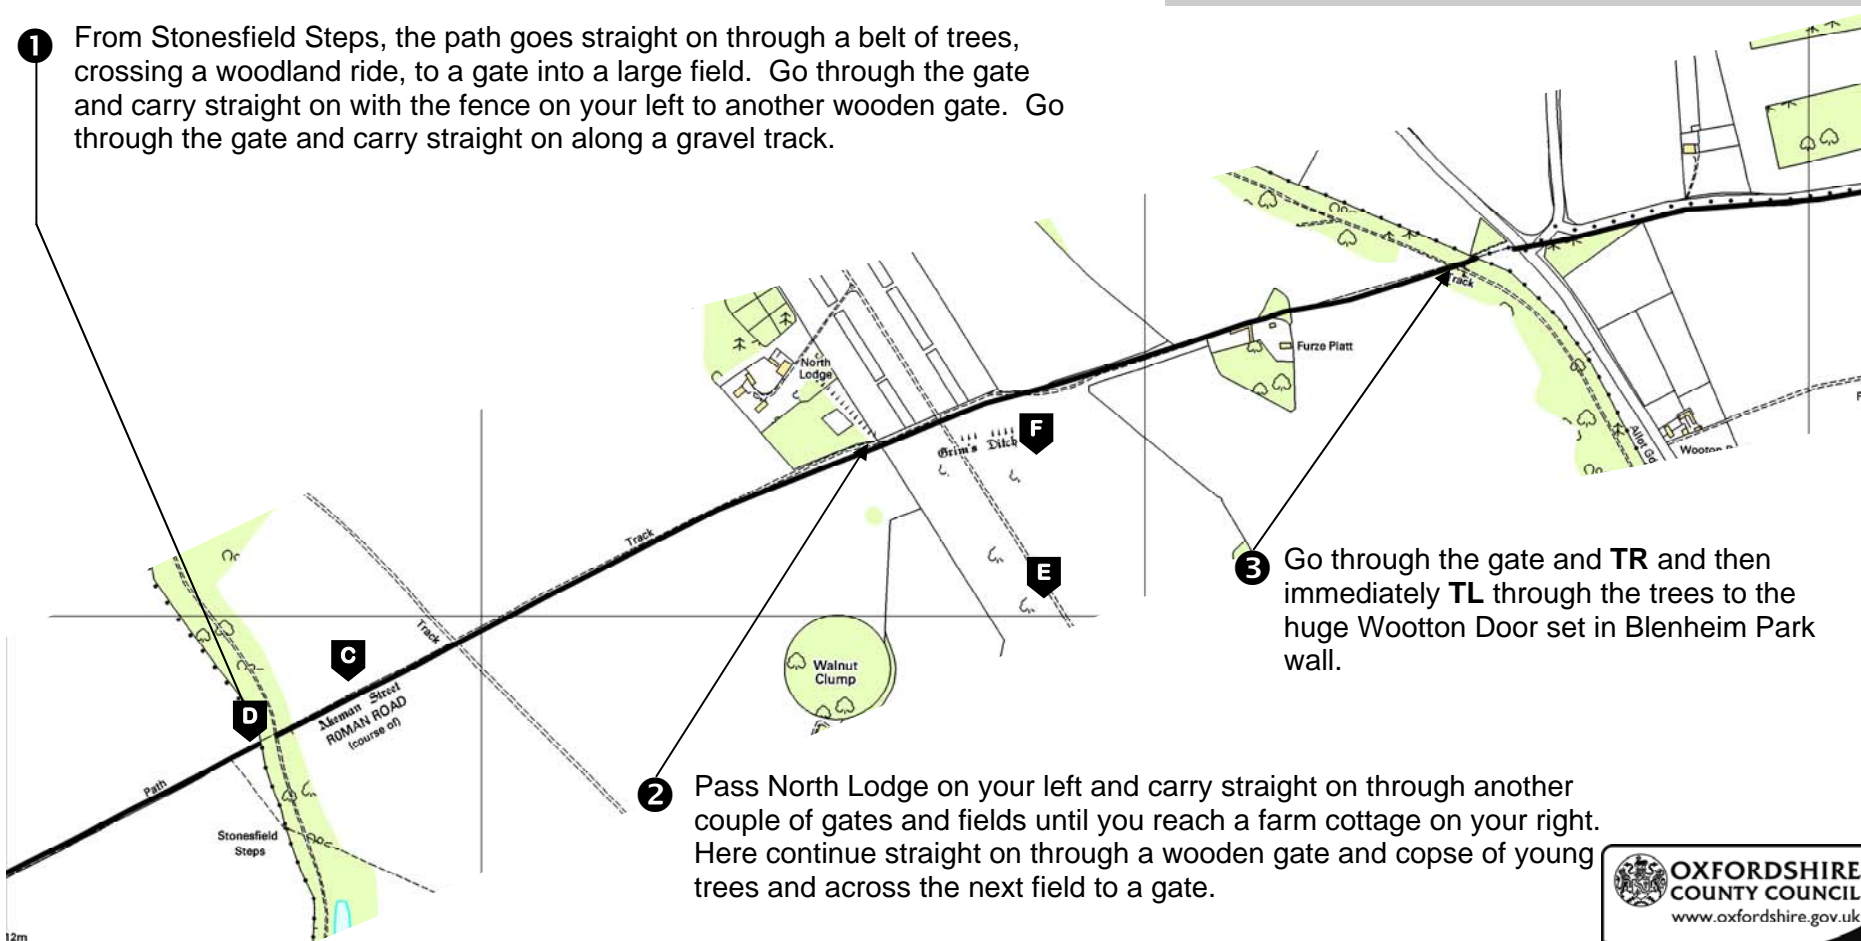 ❶ From Stonesfield Steps, the path goes straight on through a belt of trees,
crossing a woodland ride, to a gate into a large field. Go through the gate
and carry straight on with the fence on your left to another wooden gate. Go
through the gate and carry straight on along a gravel track.
Track
North
Lodge
Furze Platt
F
Grim's Ditch
Allot Gdns
Track
E
❸ Go through the gate and TR and then
immediately TL through the trees to the
huge Wootton Door set in Blenheim Park
wall.
Track
C
Walnut
Clump
D
Akeman Street
ROMAN ROAD
(course of)
Path
Stonesfield
Steps
❷ Pass North Lodge on your left and carry straight on through another
couple of gates and fields until you reach a farm cottage on your right.
Here continue straight on through a wooden gate and copse of young
trees and across the next field to a gate.
OXFORDSHIRE
COUNTY COUNCIL
www.oxfordshire.gov.uk
12m